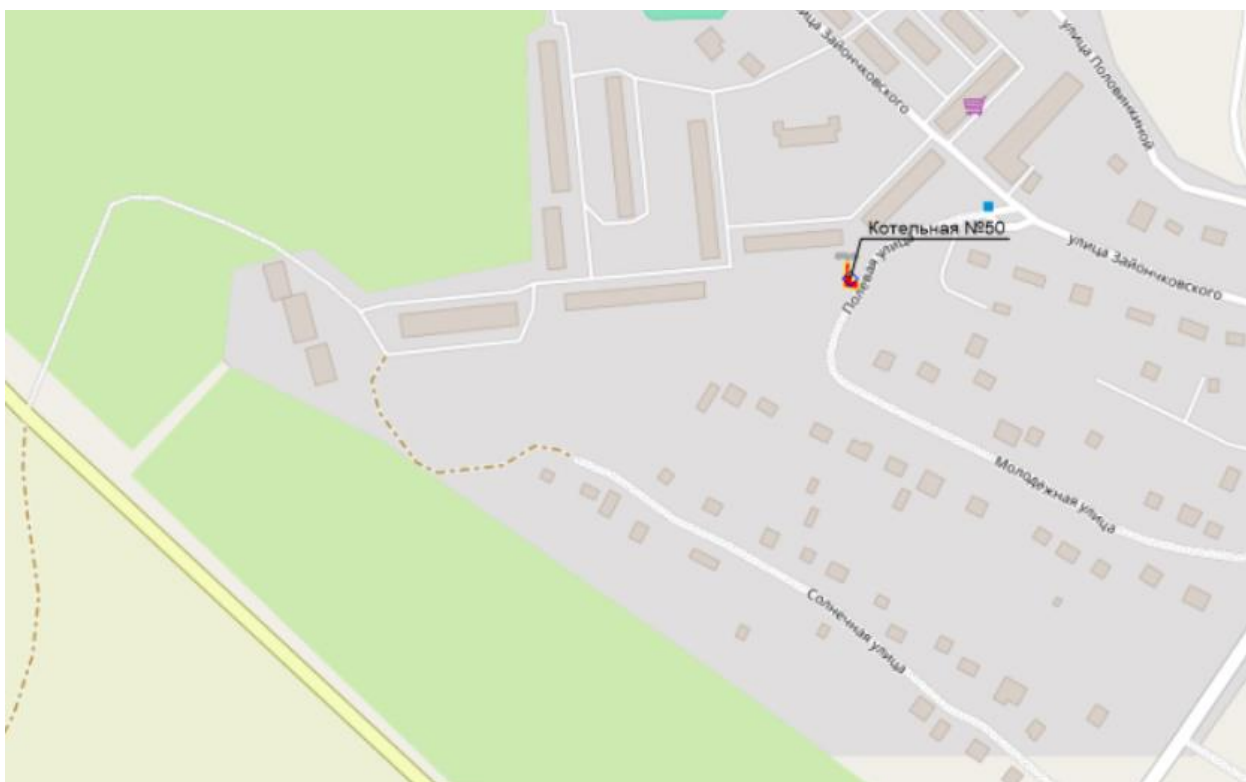 улица Зайончковского
улица Половинкиной
Котельная №50
Полевая улица
улица Зайончковского
Молодежная улица
Солнечная улица